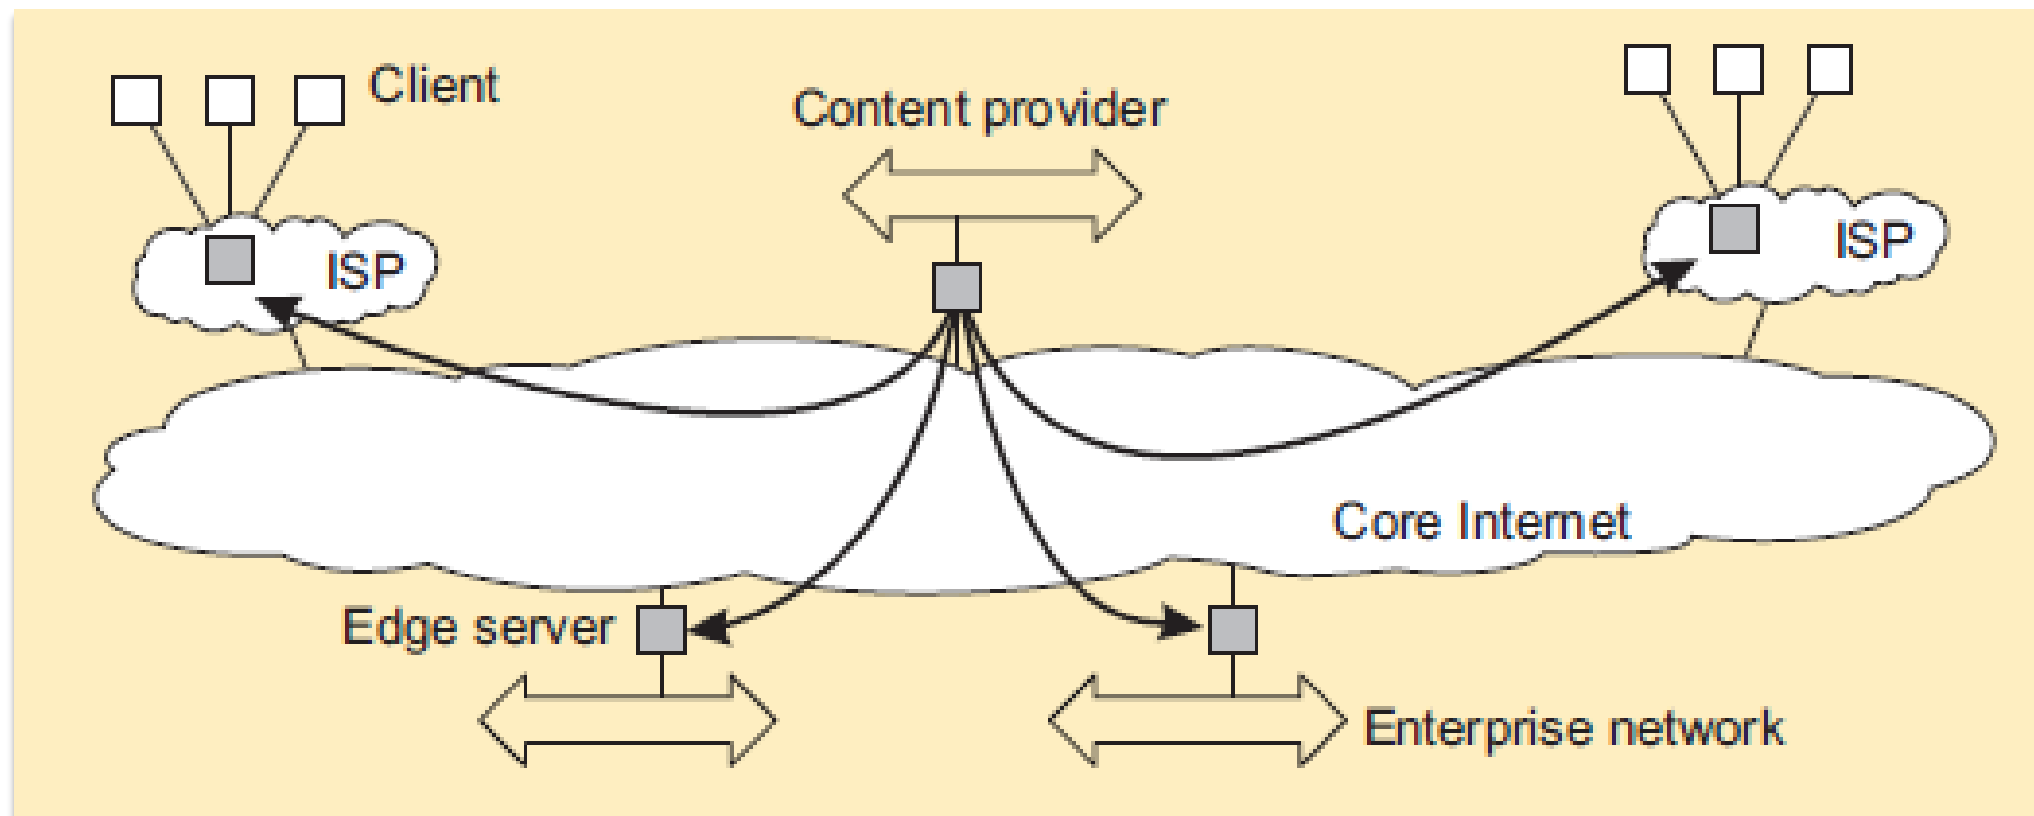 Client
Content provider
ISP
ISP
Core Internet
Edge server
Enterprise network